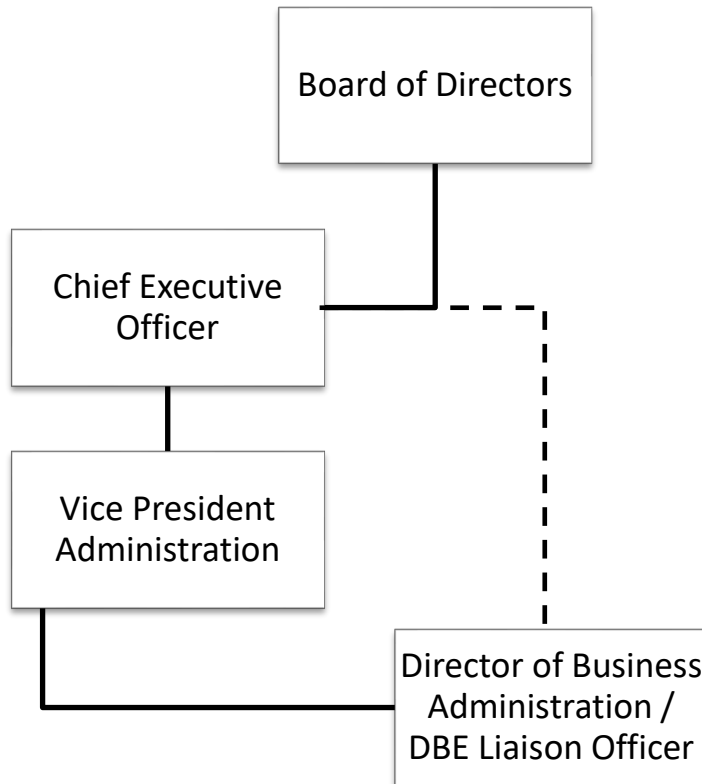 Board of Directors
Chief Executive
Officer
Vice President
Administration
Director of Business
Administration /
DBE Liaison Officer